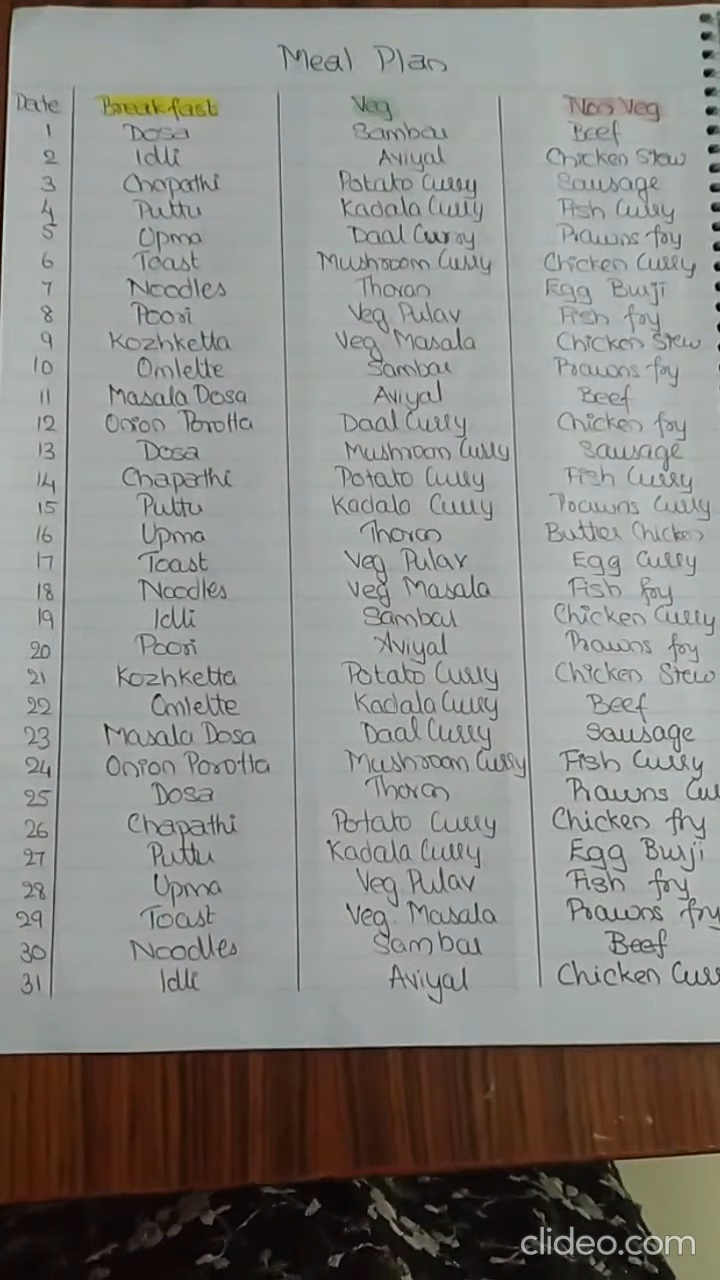 Meal Plan
Date Breakfast Veg Non Veg
1 Dosa Sambar Beef
2 Idli Aviyal Chicken Stew
3 Chapathi Potato Curry Sausage
4 Puttu Kadala Curry Fish Curry
5 Upma Daal Curry Prawns fry
6 Toast Mushroom Curry Chicken Curry
7 Noodles Thoran Egg Burji
8 Poori Veg Pulav Fish fry
9 Kozhketta Veg Masala Chicken Stew
10 Omlette Sambar Prawns fry
11 Masala Dosa Aviyal Beef
12 Onion Porotta Daal Curry Chicken fry
13 Dosa Mushroom Curry Sausage
14 Chapathi Potato Curry Fish Curry
15 Puttu Kadala Curry Prawns Curry
16 Upma Thoran Butter Chicken
17 Toast Veg Pulav Egg Curry
18 Noodles Veg Masala Fish fry
19 Idli Sambar Chicken Curry
20 Poori Aviyal Prawns fry
21 Kozhketta Potato Curry Chicken Stew
22 Omlette Kadala Curry Beef
23 Masala Dosa Daal Curry Sausage
24 Onion Porotta Mushroom Curry Fish Curry
25 Dosa Thoran Prawns Cu
26 Chapathi Potato Curry Chicken fry
27 Puttu Kadala Curry Egg Burji
28 Upma Veg Pulav Fish fry
29 Toast Veg Masala Prawns fry
30 Noodles Sambar Beef
31 Idli Aviyal Chicken Curr
clideo.com